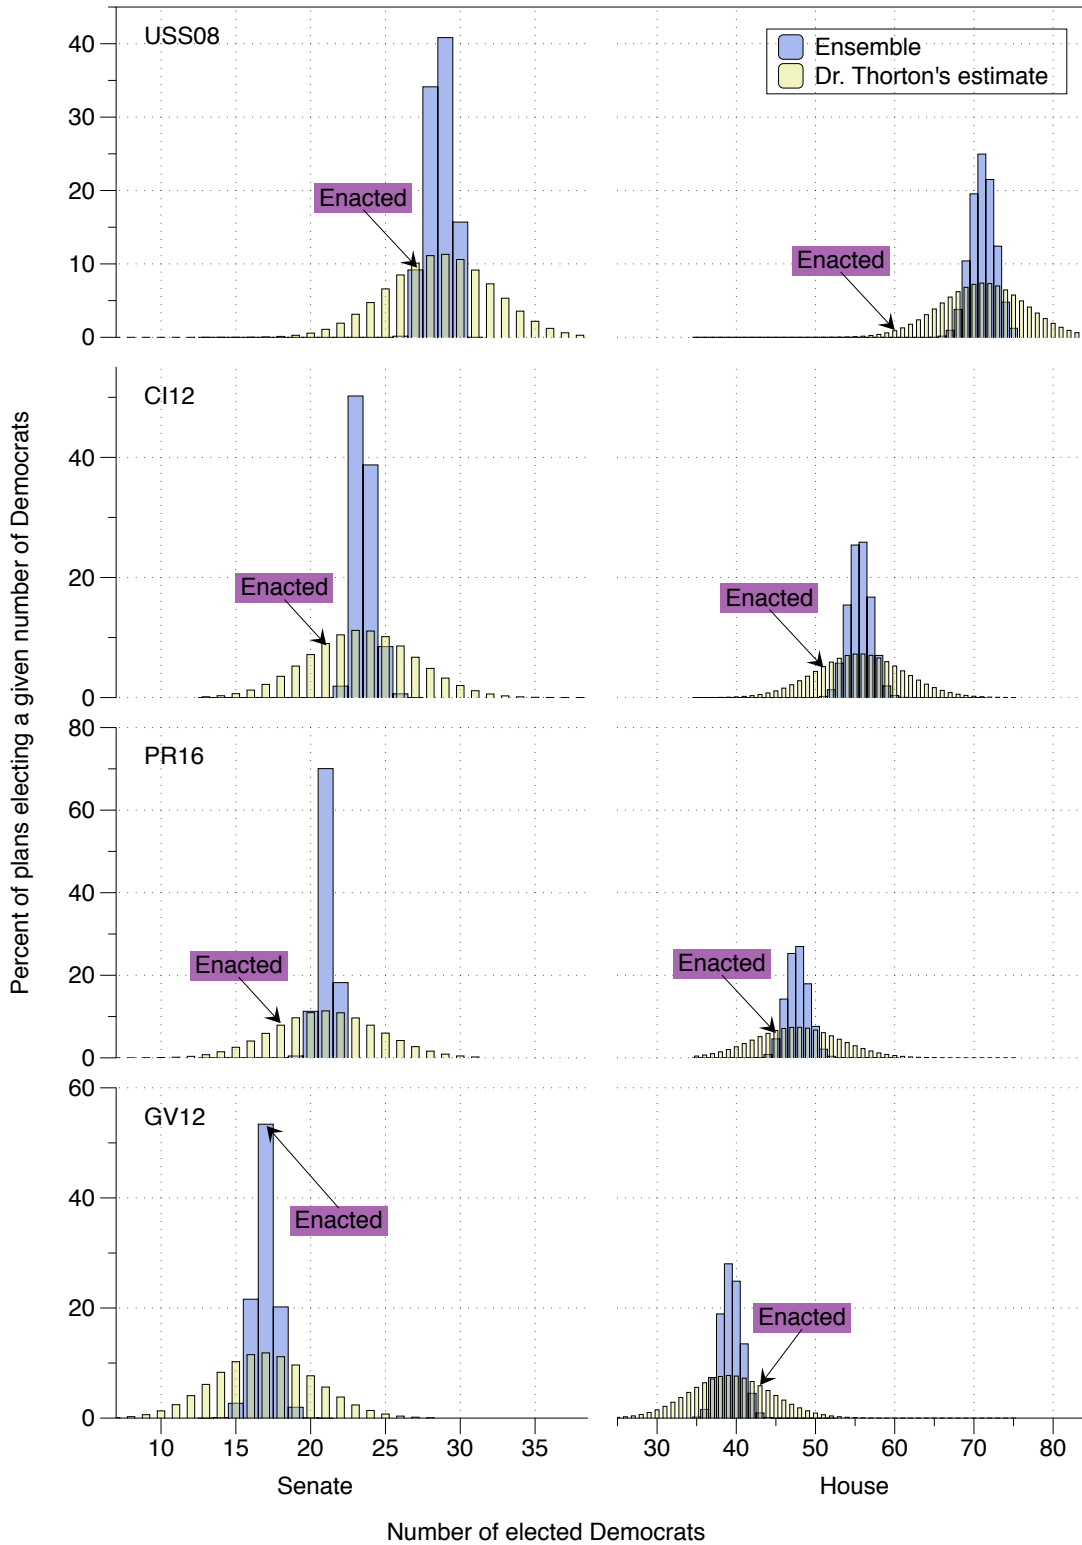 USS08
Ensemble
Dr. Thorton's estimate
40
30
20
10
0
Enacted
Enacted
CI12
40
20
0
Enacted
Enacted
PR16
80
60
40
20
0
Enacted
Enacted
GV12
60
40
20
0
Enacted
Enacted
10 15 20 25 30 35
30 40 50 60 70 80
Senate
House
Number of elected Democrats
Percent of plans electing a given number of Democrats